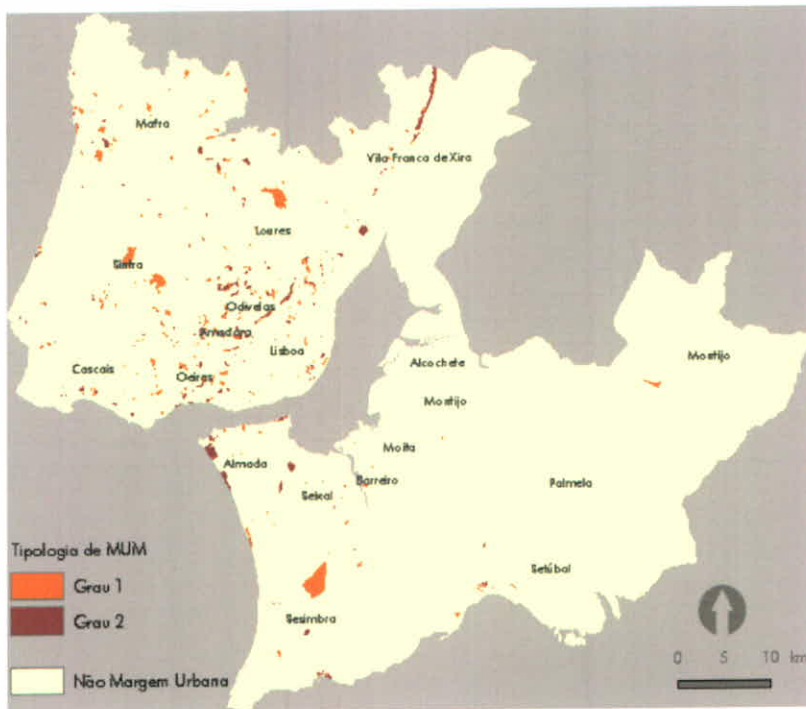 Mafra
Vila Franca de Xira
Loures
Sintra
Odivelas
Amadora
Lisboa
Cascais
Oeiras
Alcochete
Montijo
Montijo
Moita
Almada
Barreiro
Palmela
Seixal
Setúbal
Sesimbra
Tipologia de MUM
Grau 1
Grau 2
Não Margem Urbana
0 5 10 km